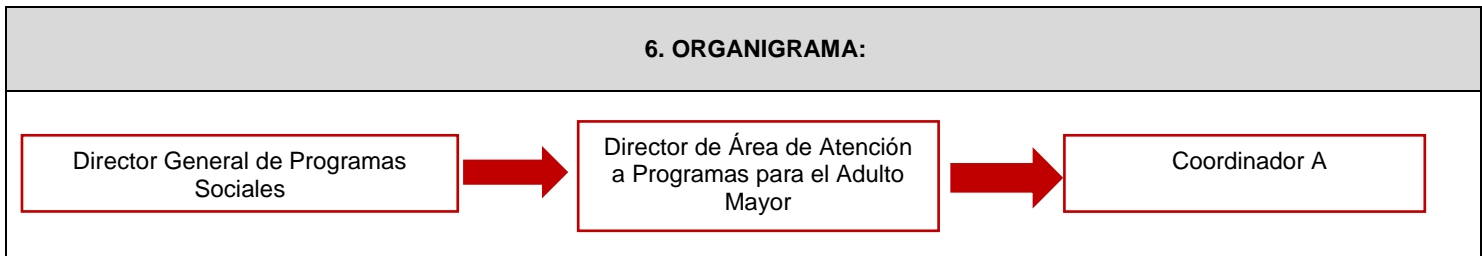 6. ORGANIGRAMA:
Director General de Programas
Sociales
Director de Área de Atención
a Programas para el Adulto
Mayor
Coordinador A